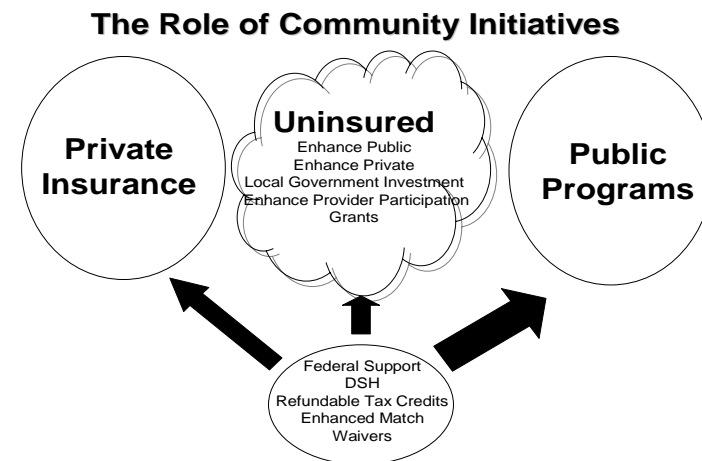 The Role of Community Initiatives
Private
Insurance
Uninsured
Enhance Public
Enhance Private
Local Government Investment
Enhance Provider Participation
Grants
Public
Programs
Federal Support
DSH
Refundable Tax Credits
Enhanced Match
Waivers